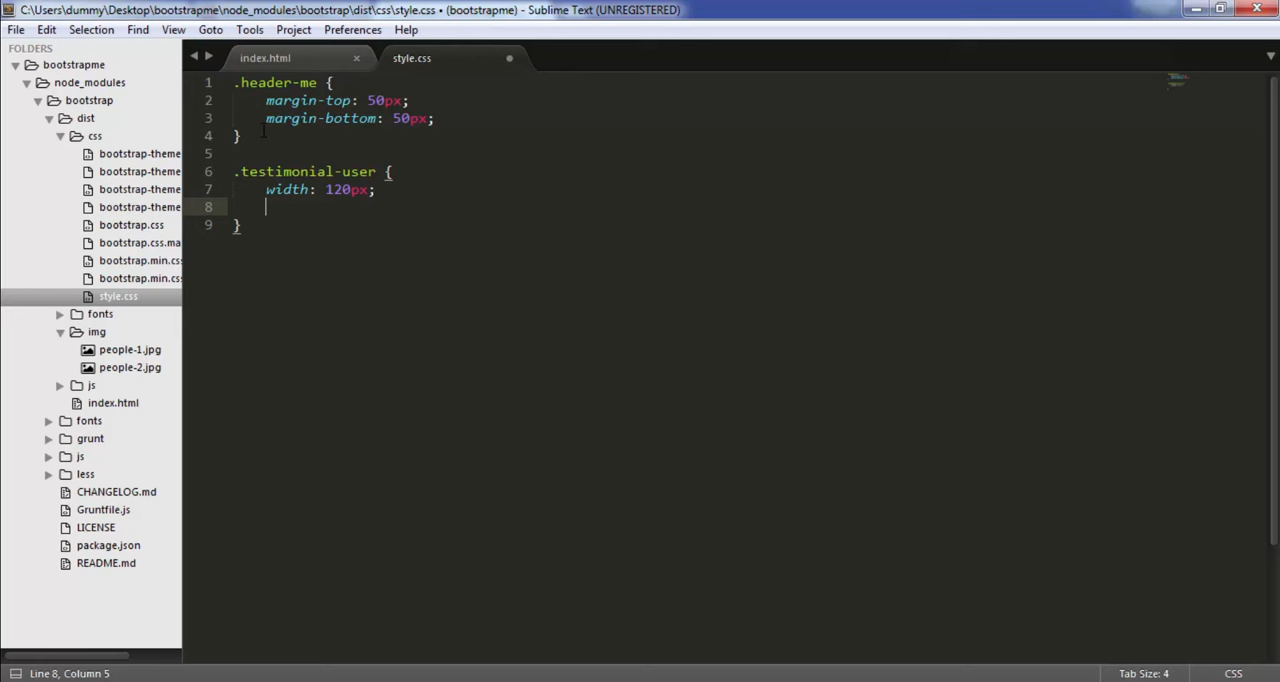 C:\Users\dummy\Desktop\bootstrapme\node_modules\bootstrap\dist\css\style.css • (bootstrapme) - Sublime Text (UNREGISTERED)
File Edit Selection Find View Goto Tools Project Preferences Help
FOLDERS
bootstrapme
node_modules
bootstrap
dist
css
bootstrap-theme
bootstrap-theme
bootstrap-theme
bootstrap-theme
bootstrap.css
bootstrap.css.ma
bootstrap.min.cs
bootstrap.min.cs
style.css
fonts
img
people-1.jpg
people-2.jpg
js
index.html
fonts
grunt
js
less
CHANGELOG.md
Gruntfile.js
LICENSE
package.json
README.md
index.html
style.css
1 .header-me {
2 margin-top: 50px;
3 margin-bottom: 50px;
4 }
5
6 .testimonial-user {
7 width: 120px;
8
9 }
Line 8, Column 5
Tab Size: 4
CSS